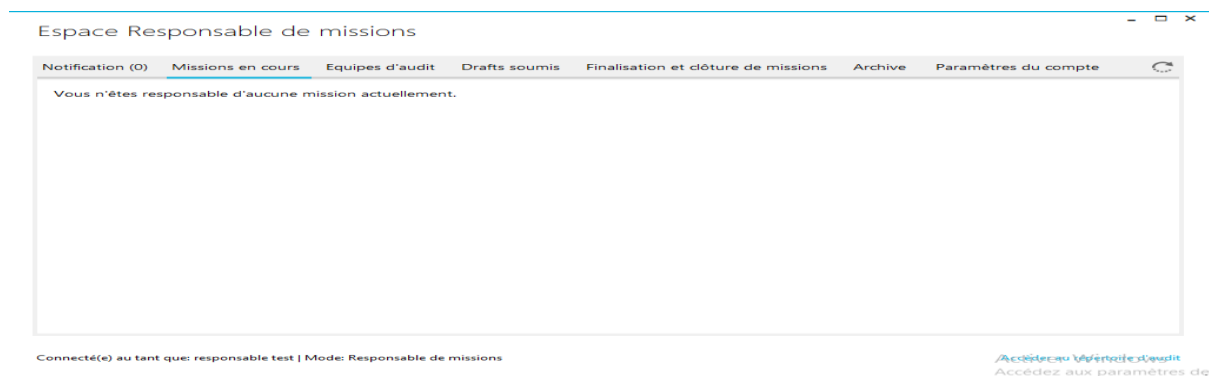 Espace Responsable de missions
Notification (0) Missions en cours Equipes d'audit Drafts soumis Finalisation et clôture de missions Archive Paramètres du compte
Vous n'êtes responsable d'aucune mission actuellement.
Connecté(e) au tant que: responsable test | Mode: Responsable de missions
Accéder au répertoire d'audit
Accédez aux paramètres de